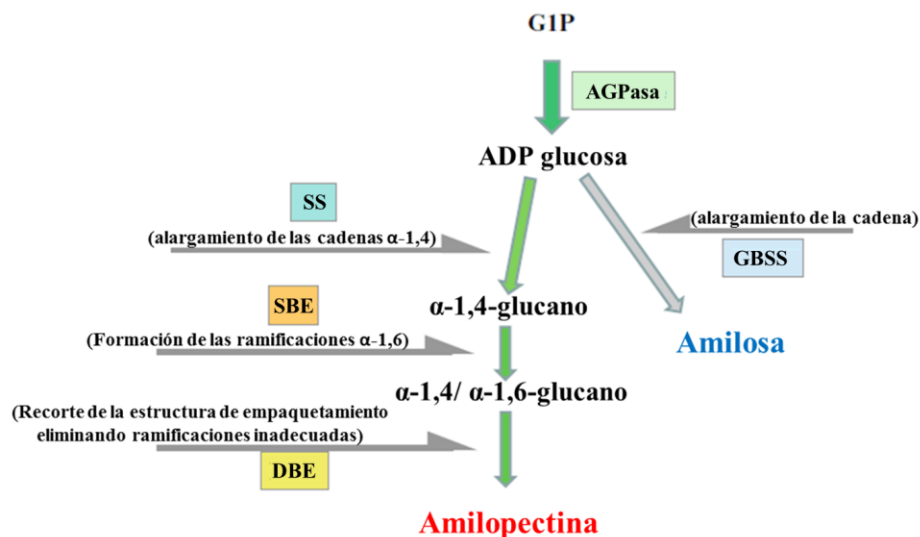 G1P
AGPasa
ADP glucosa
SS
(alargamiento de las cadenas α-1,4)
(alargamiento de la cadena)
GBSS
α-1,4-glucano
SBE
(Formación de las ramificaciones α-1,6)
Amilosa
α-1,4/ α-1,6-glucano
(Recorte de la estructura de empaquetamiento
eliminando ramificaciones inadecuadas)
DBE
Amilopectina